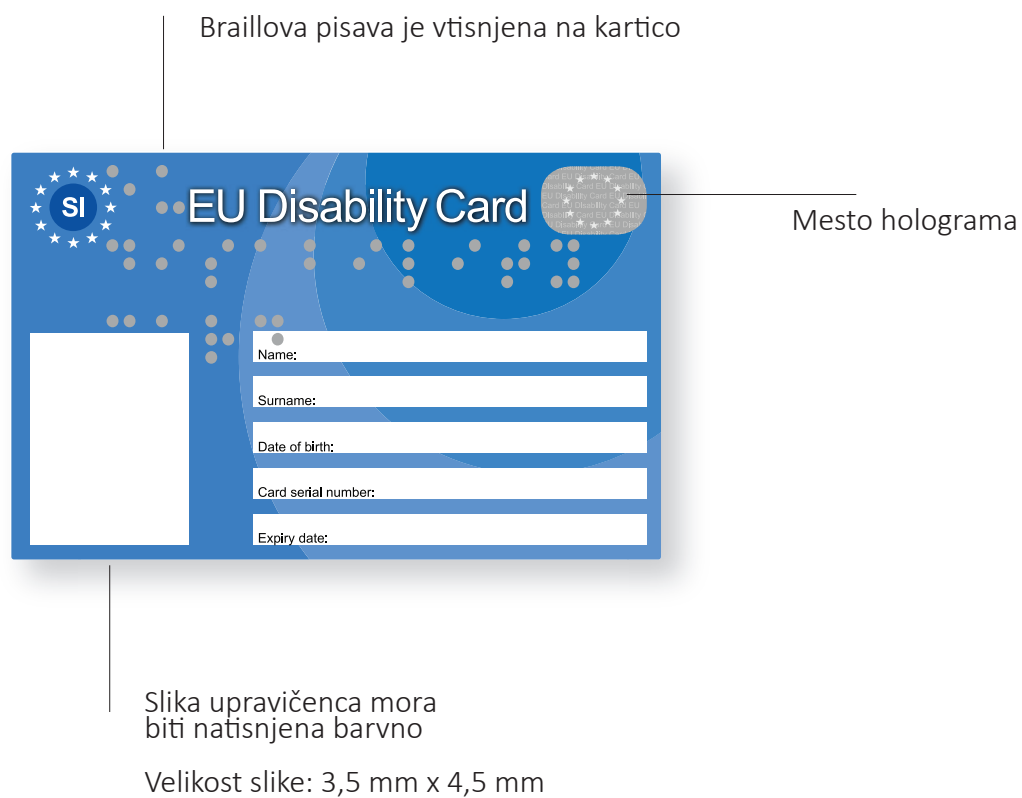 Braillova pisava je vtisnjena na kartico
SI
EU Disability Card
Mesto holograma
Name:
Surname:
Date of birth:
Card serial number:
Expiry date:
Slika upravičenca mora
biti natisnjena barvno
Velikost slike: 3,5 mm x 4,5 mm